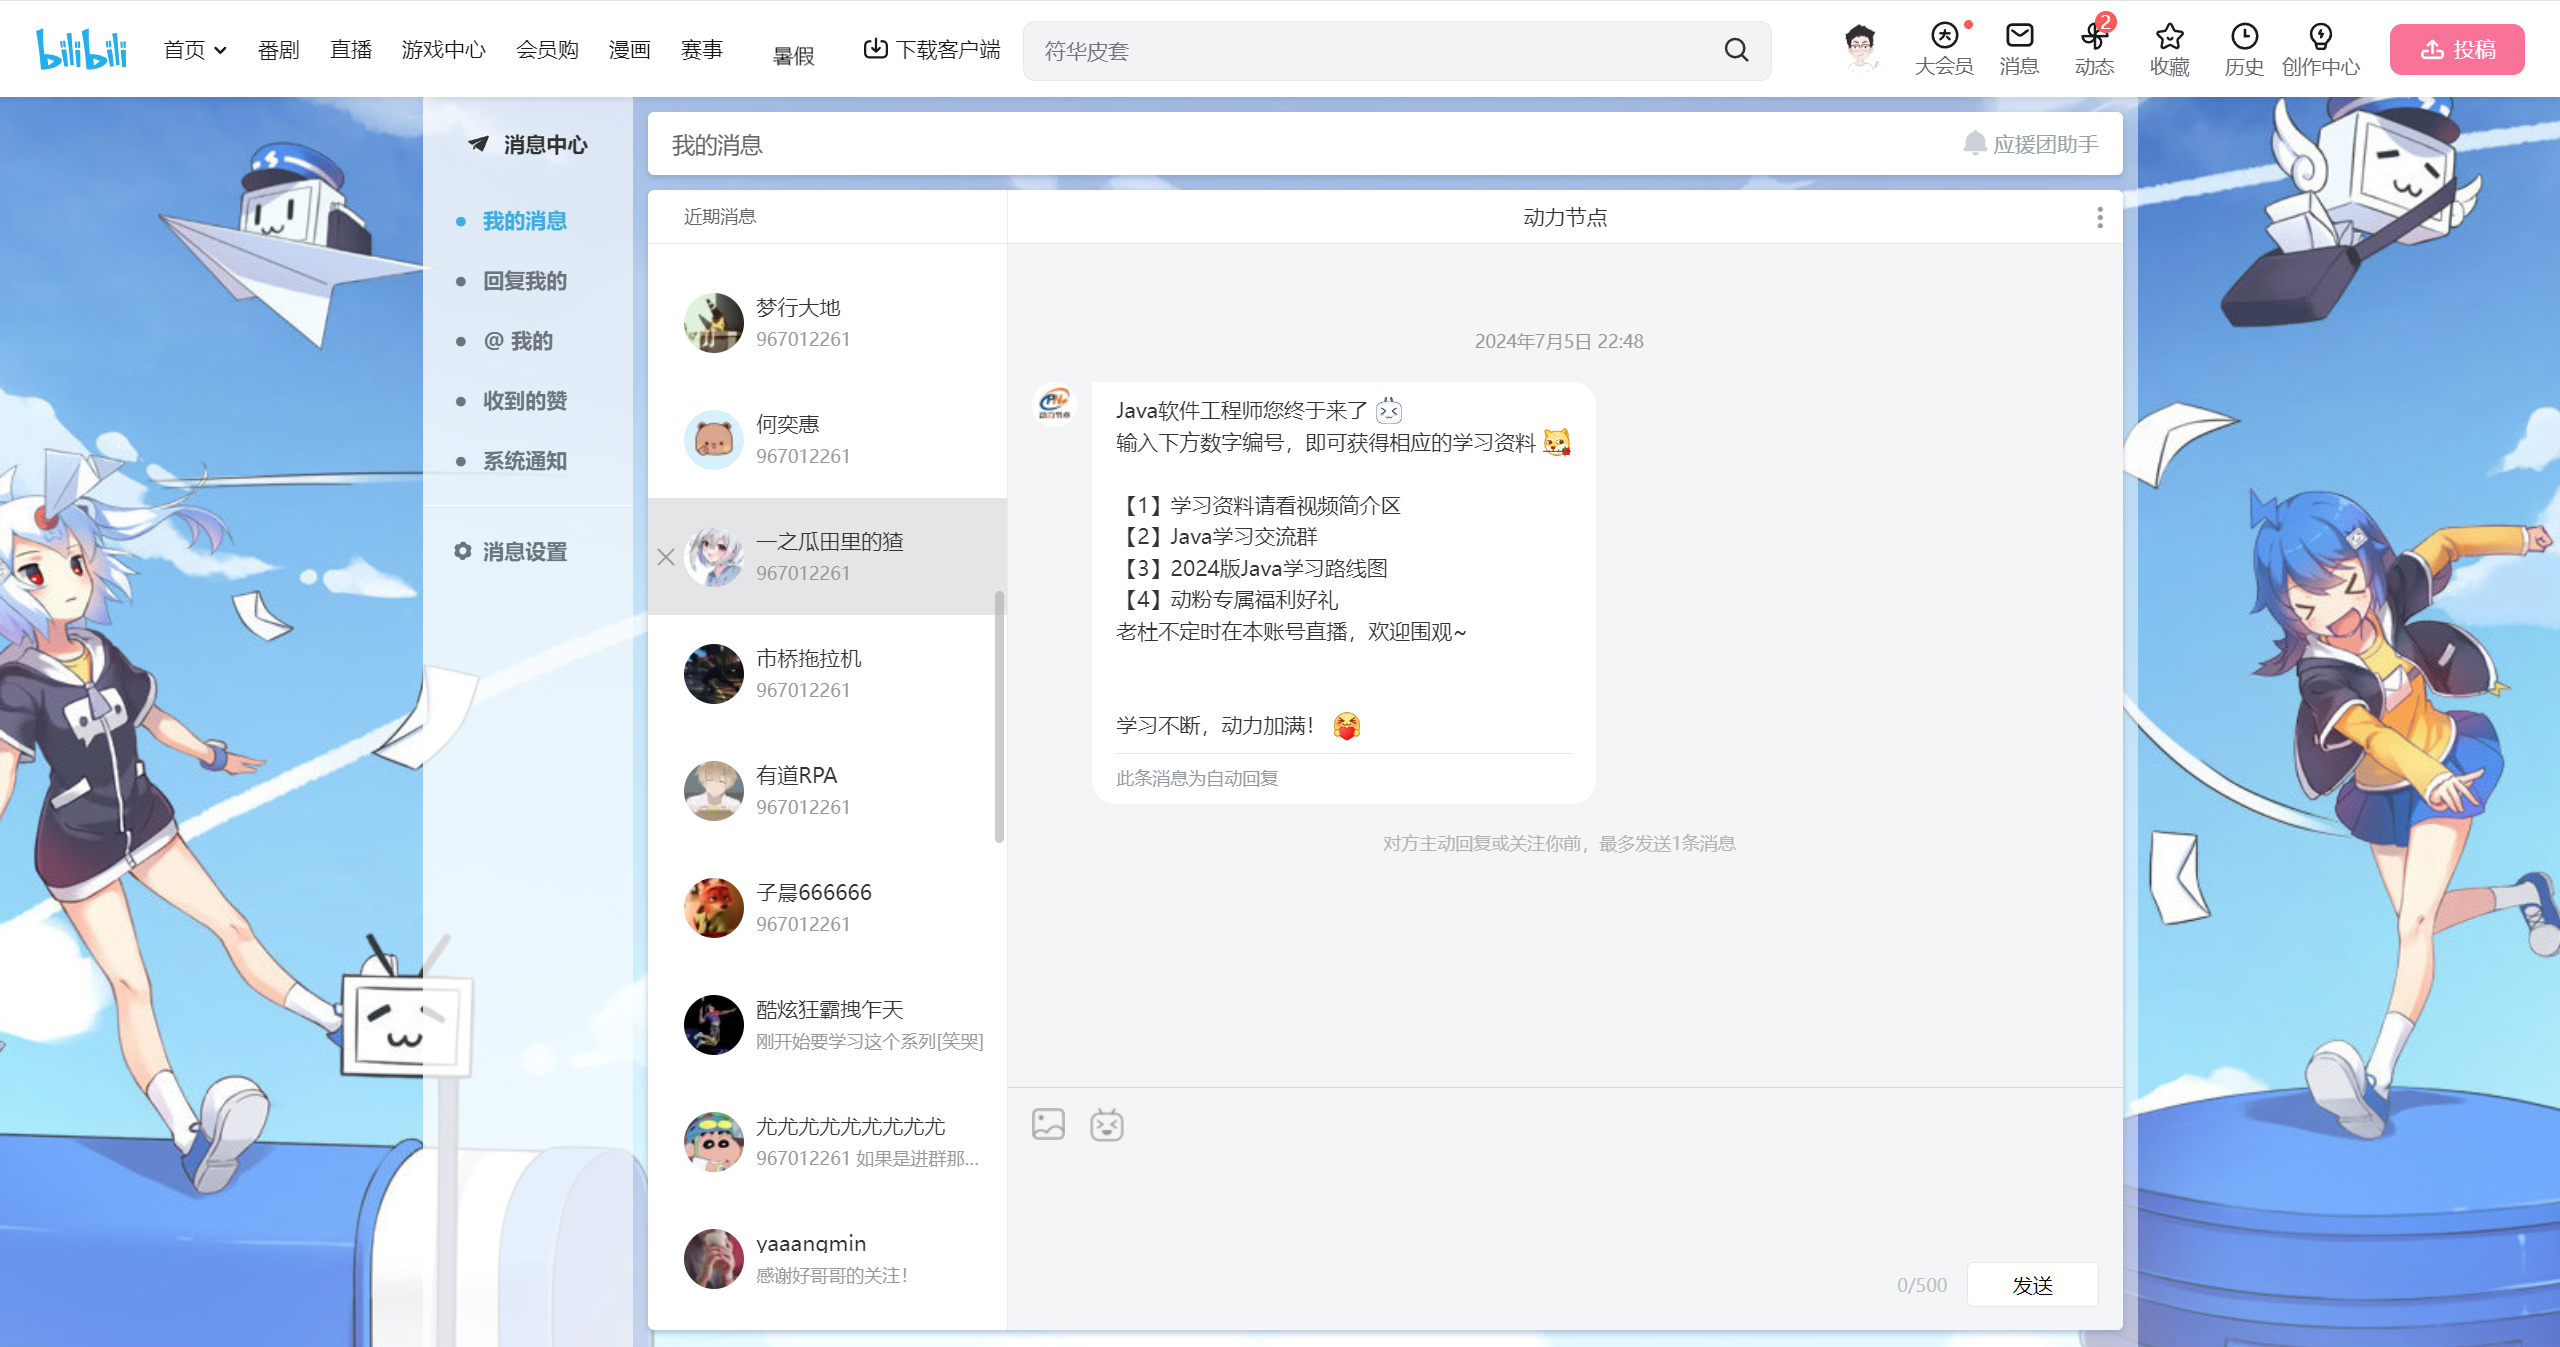 bilibili
首页
番剧
直播
游戏中心
会员购
漫画
赛事
暑假
下载客户端
符华皮套
大会员
消息
2
动态
收藏
历史
创作中心
投稿
消息中心
我的消息
回复我的
@ 我的
收到的赞
系统通知
消息设置
我的消息
应援团助手
近期消息
梦行大地
967012261
何奕惠
967012261
一之瓜田里的猹
967012261
市桥拖拉机
967012261
有道RPA
967012261
子晨666666
967012261
酷炫狂霸拽乍天
刚开始要学习这个系列[笑哭]
尤尤尤尤尤尤尤尤尤
967012261 如果是进群那...
yaaangmin
感谢好哥哥的关注！
动力节点
2024年7月5日 22:48
动力节点
Java软件工程师您终于来了
输入下方数字编号，即可获得相应的学习资料
【1】学习资料请看视频简介区
【2】Java学习交流群
【3】2024版Java学习路线图
【4】动粉专属福利好礼
老杜不定时在本账号直播，欢迎围观~
学习不断，动力加满！
此条消息为自动回复
对方主动回复或关注你前，最多发送1条消息
0/500
发送